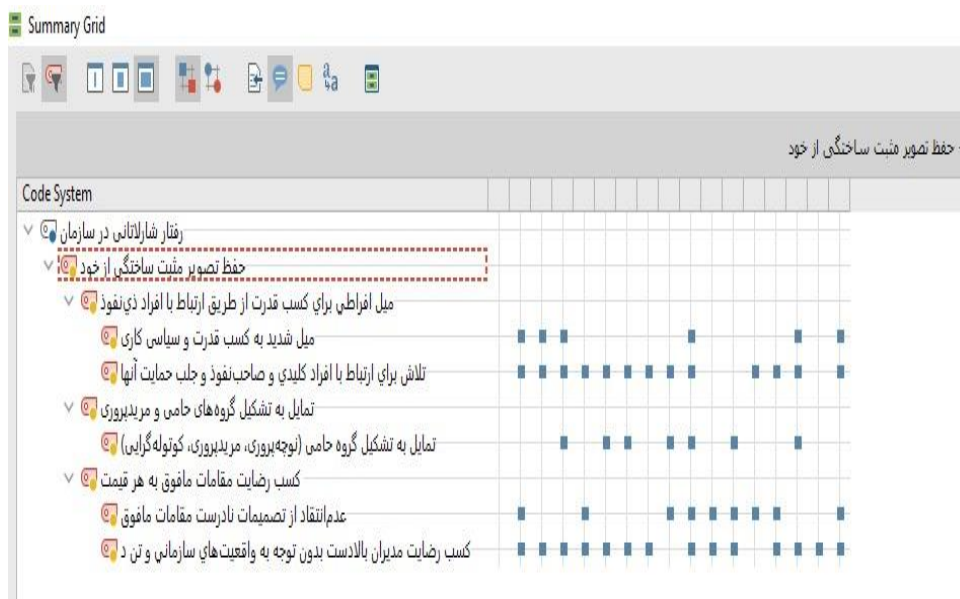 Summary Grid
حفظ تصویر مثبت ساختگی از خود
Code System
رفتار شارلاتانی در سازمان
حفظ تصویر مثبت ساختگی از خود
میل افراطي براي کسب قدرت از طریق ارتباط با افراد ذي‌نفوذ
میل شدید به کسب قدرت و سیاسی کاری
تلاش براي ارتباط با افراد کلیدي و صاحب‌نفوذ و جلب حمایت آنها
تمایل به تشکیل گروه‌های حامی و مریدپروری
تمایل به تشکیل گروه حامی (نوچه‌پروری، مریدپروری، کوتوله‌گرایی)
کسب رضایت مقامات مافوق به هر قیمت
عدم‌انتقاد از تصمیمات نادرست مقامات مافوق
کسب رضایت مدیران بالادست بدون توجه به واقعیت‌هاي سازماني و تن د